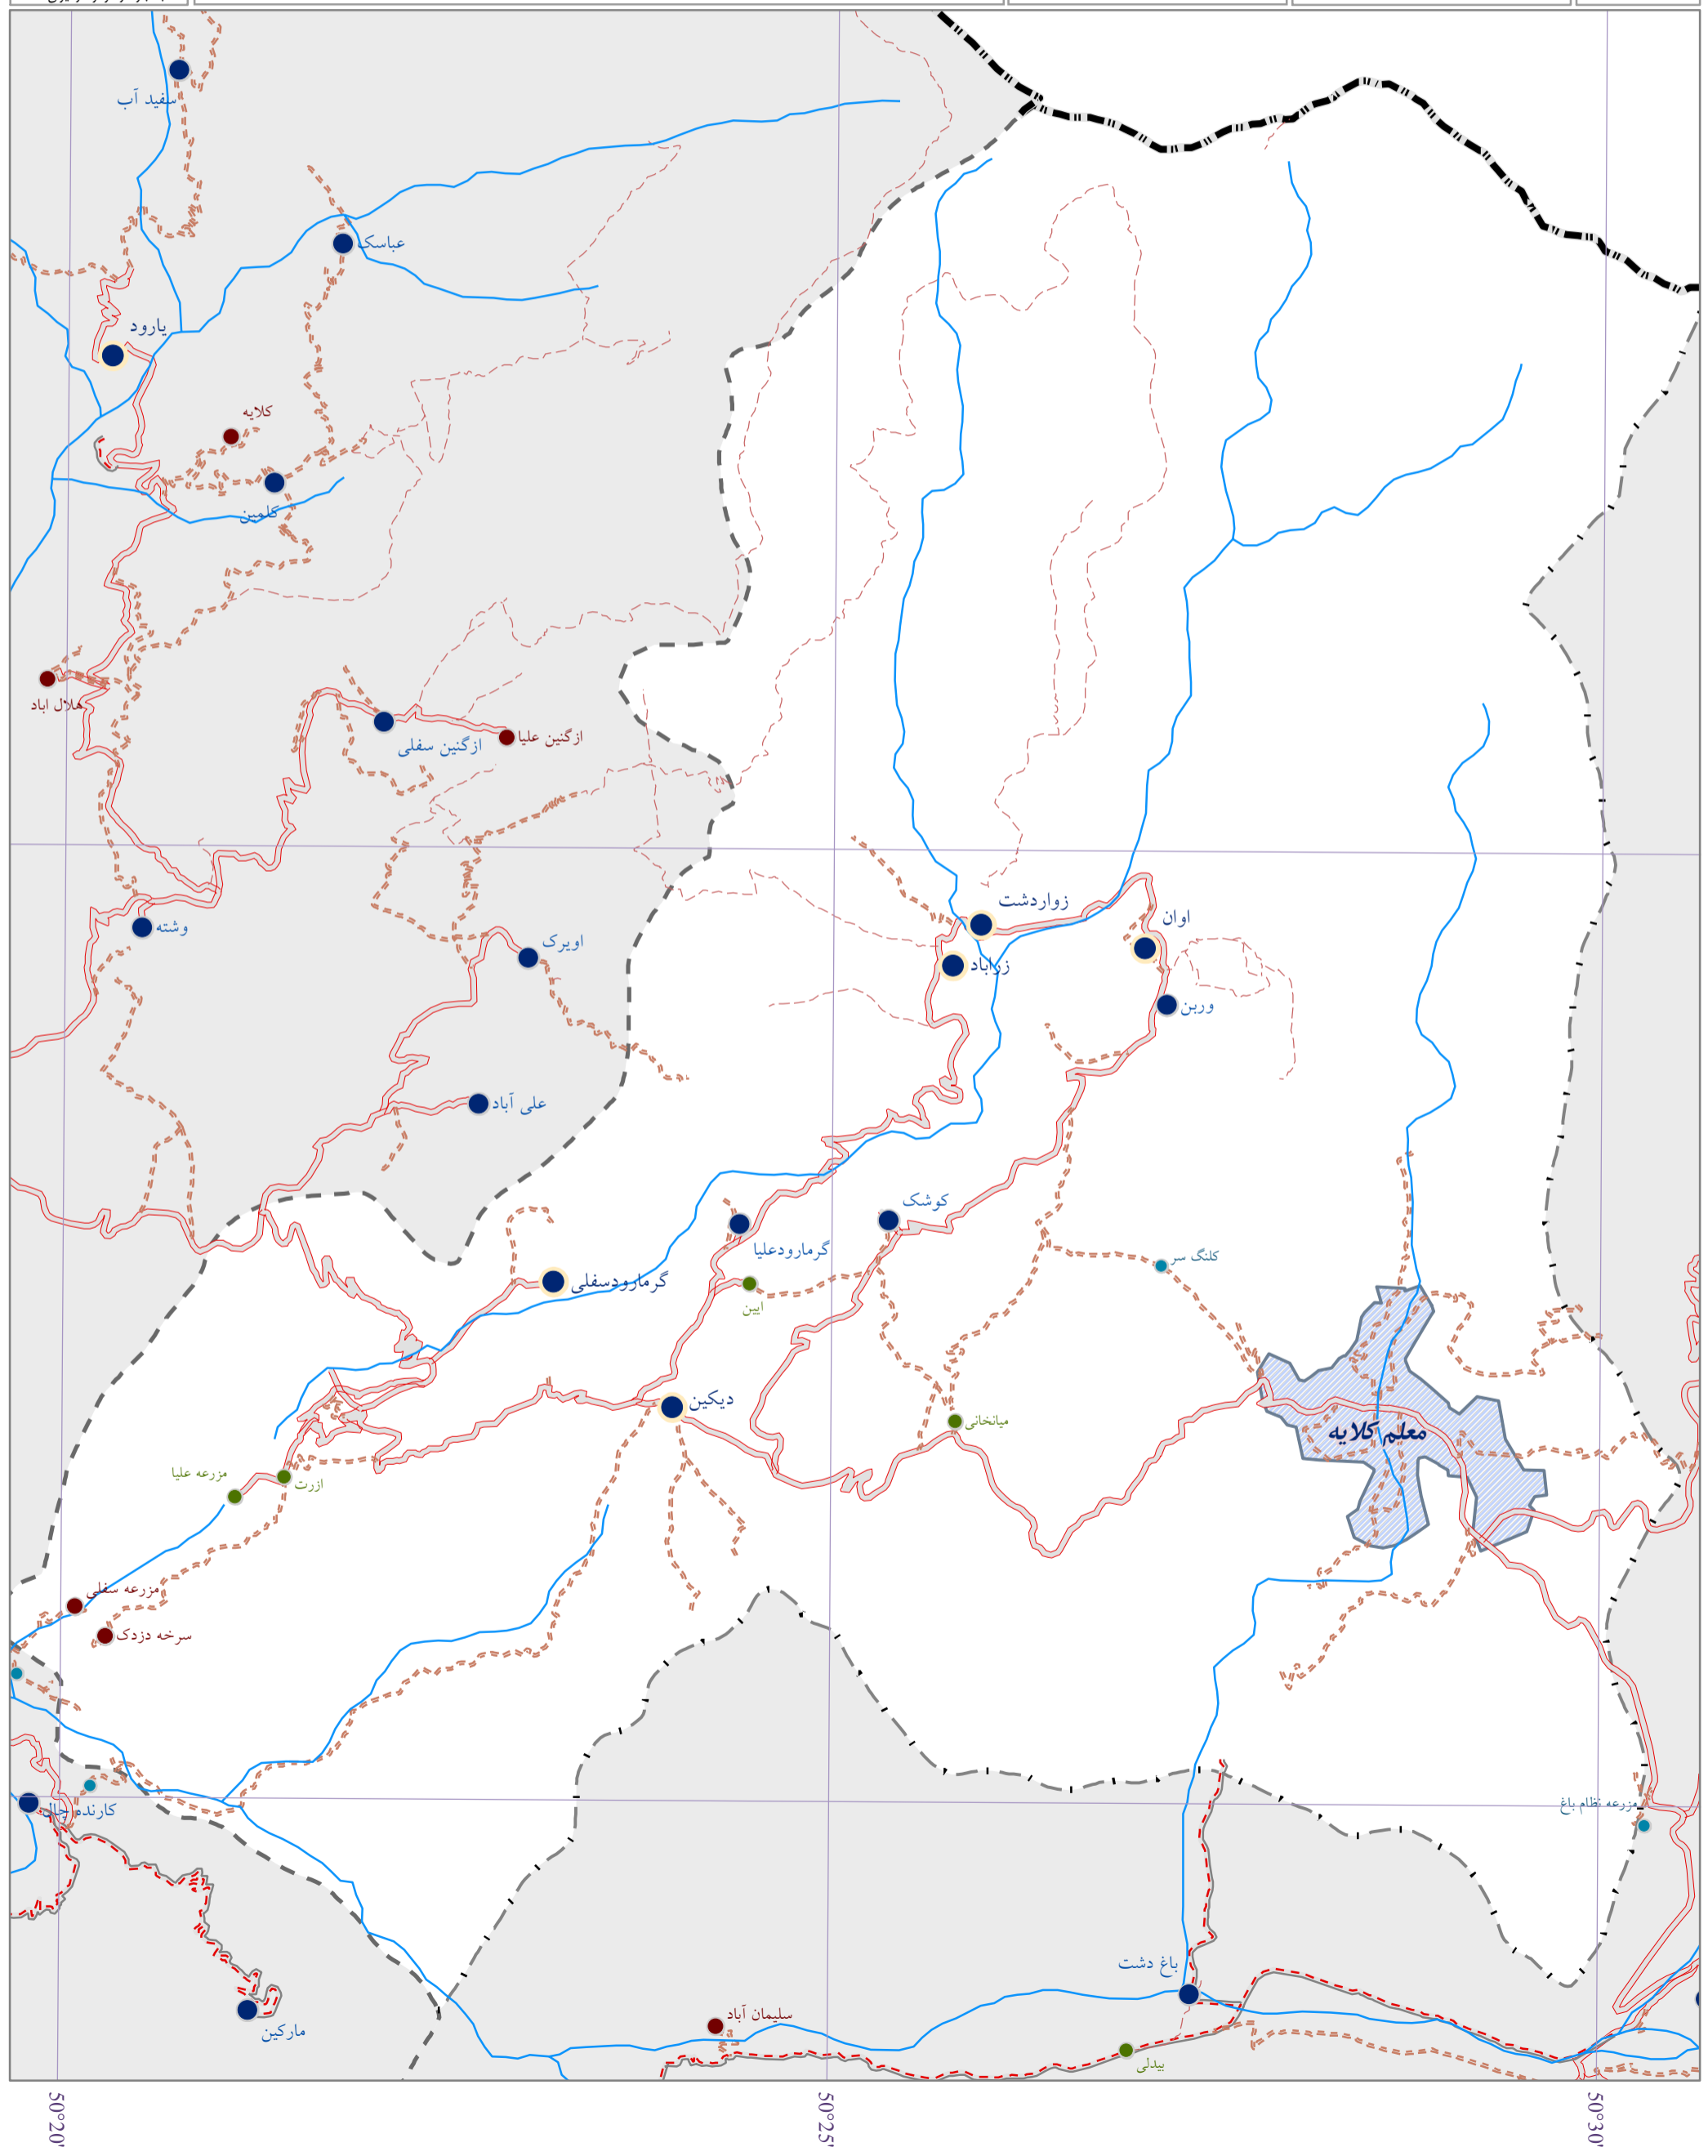 سفید آب
عباسک
یارود
کلایه
کلمین
هلال اباد
ازگنین سفلی
ازگنین علیا
زواردشت
اوان
وشته
اویرک
زراباد
وربن
علی آباد
کوشک
گرمارودعلیا
کلنگ سر
گرمارودسفلی
ایین
دیکین
میانخانی
معلم کلایه
مزرعه علیا
ازرت
مزرعه سفلی
سرخه دزدک
مزرعه نظام باغ
کارنده چال
باغ دشت
سلیمان آباد
مارکین
بیدلی
50°20'
50°25'
50°30'